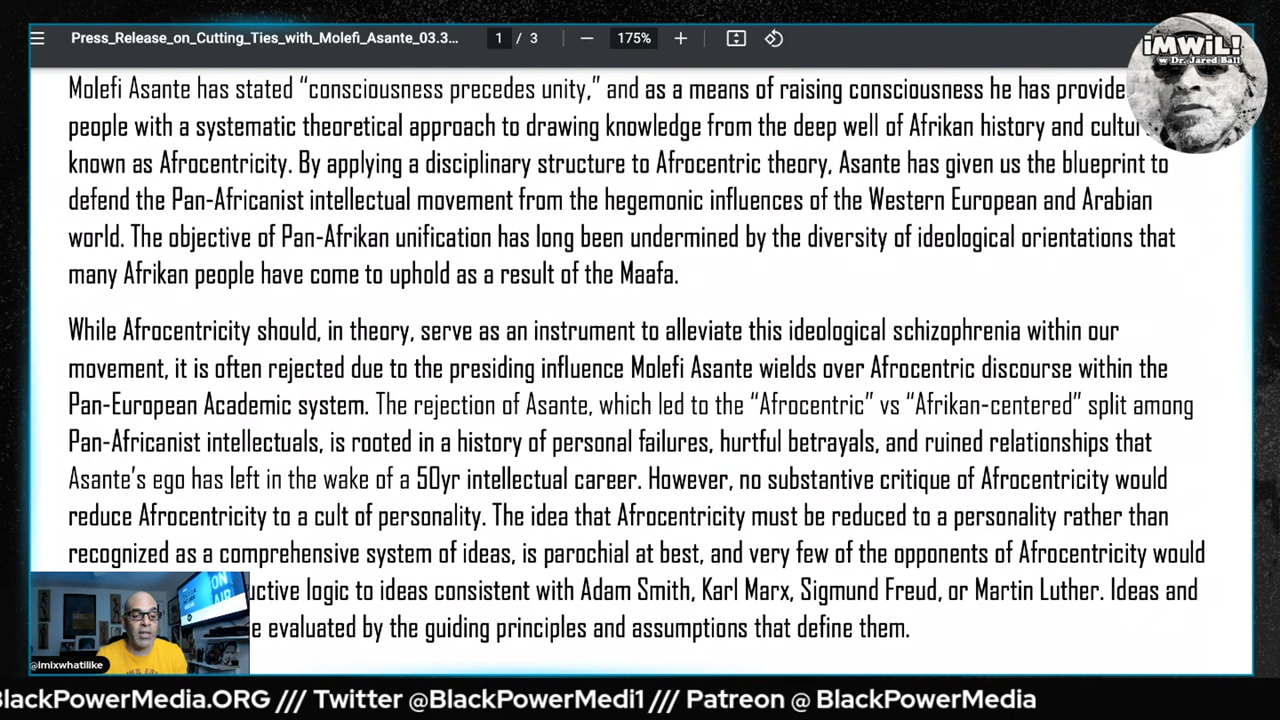 Press_Release_on_Cutting_Ties_with_Molefi_Asante_03.3... 1 / 3 175%
iMWiL!
w Dr. Jared Ball
Molefi Asante has stated “consciousness precedes unity,” and as a means of raising consciousness he has provide
people with a systematic theoretical approach to drawing knowledge from the deep well of Afrikan history and cultur
known as Afrocentricity. By applying a disciplinary structure to Afrocentric theory, Asante has given us the blueprint to
defend the Pan-Africanist intellectual movement from the hegemonic influences of the Western European and Arabian
world. The objective of Pan-Afrikan unification has long been undermined by the diversity of ideological orientations that
many Afrikan people have come to uphold as a result of the Maafa.
While Afrocentricity should, in theory, serve as an instrument to alleviate this ideological schizophrenia within our
movement, it is often rejected due to the presiding influence Molefi Asante wields over Afrocentric discourse within the
Pan-European Academic system. The rejection of Asante, which led to the “Afrocentric” vs “Afrikan-centered” split among
Pan-Africanist intellectuals, is rooted in a history of personal failures, hurtful betrayals, and ruined relationships that
Asante’s ego has left in the wake of a 50yr intellectual career. However, no substantive critique of Afrocentricity would
reduce Afrocentricity to a cult of personality. The idea that Afrocentricity must be reduced to a personality rather than
recognized as a comprehensive system of ideas, is parochial at best, and very few of the opponents of Afrocentricity would
uctive logic to ideas consistent with Adam Smith, Karl Marx, Sigmund Freud, or Martin Luther. Ideas and
e evaluated by the guiding principles and assumptions that define them.
ON
AIR
@imixwhatilike
BlackPowerMedia.ORG /// Twitter @BlackPowerMedi1 /// Patreon @ BlackPowerMedia